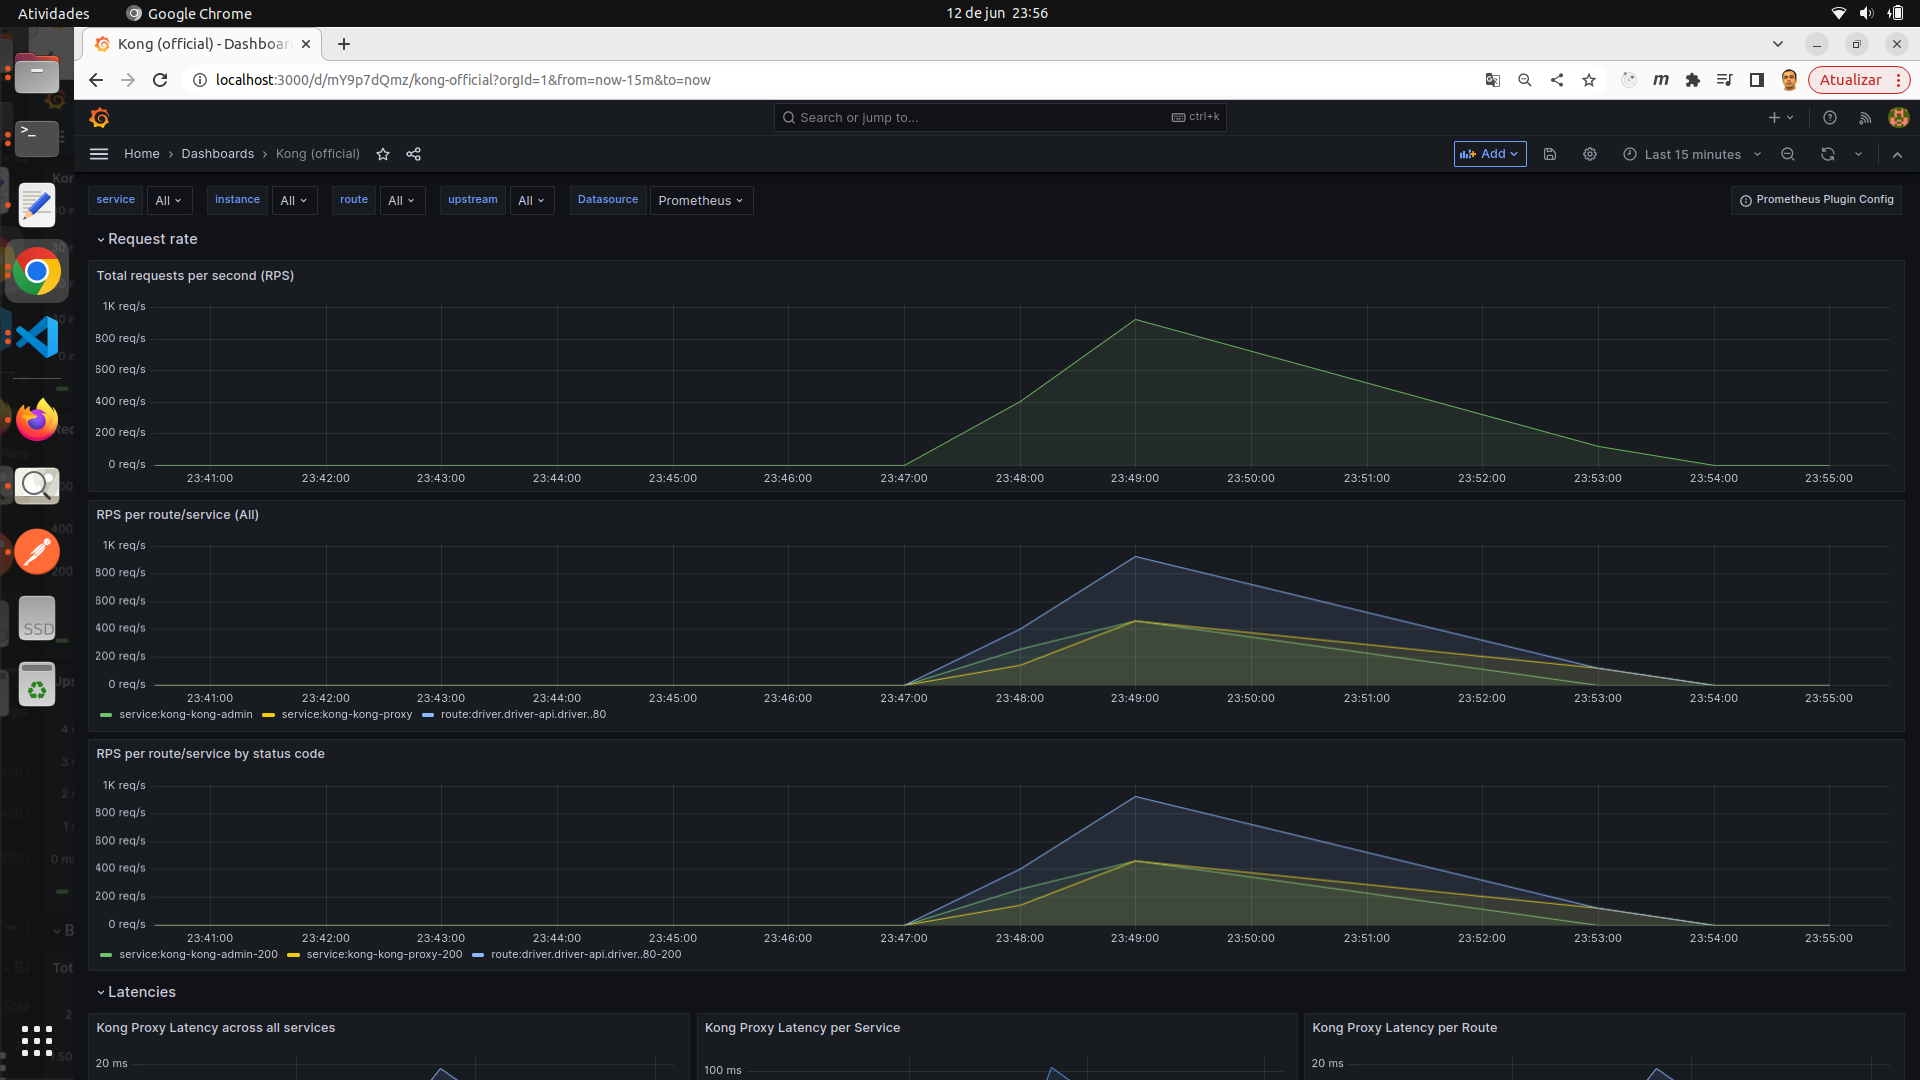 Atividades
Google Chrome
12 de jun 23:56
Kong (official) - Dashboar
localhost:3000/d/mY9p7dQmz/kong-official?orgId=1&from=now-15m&to=now
Atualizar
Search or jump to...
ctrl+k
Home › Dashboards › Kong (official)
Add
Last 15 minutes
service All instance All route All upstream All Datasource Prometheus
Prometheus Plugin Config
Request rate
Total requests per second (RPS)
1K req/s
800 req/s
600 req/s
400 req/s
200 req/s
0 req/s
23:41:00 23:42:00 23:43:00 23:44:00 23:45:00 23:46:00 23:47:00 23:48:00 23:49:00 23:50:00 23:51:00 23:52:00 23:53:00 23:54:00 23:55:00
RPS per route/service (All)
1K req/s
800 req/s
600 req/s
400 req/s
200 req/s
0 req/s
23:41:00 23:42:00 23:43:00 23:44:00 23:45:00 23:46:00 23:47:00 23:48:00 23:49:00 23:50:00 23:51:00 23:52:00 23:53:00 23:54:00 23:55:00
service:kong-kong-admin service:kong-kong-proxy route:driver.driver-api.driver..80
RPS per route/service by status code
1K req/s
800 req/s
600 req/s
400 req/s
200 req/s
0 req/s
23:41:00 23:42:00 23:43:00 23:44:00 23:45:00 23:46:00 23:47:00 23:48:00 23:49:00 23:50:00 23:51:00 23:52:00 23:53:00 23:54:00 23:55:00
service:kong-kong-admin-200 service:kong-kong-proxy-200 route:driver.driver-api.driver..80-200
Latencies
Kong Proxy Latency across all services
20 ms
Kong Proxy Latency per Service
100 ms
Kong Proxy Latency per Route
20 ms
SSD